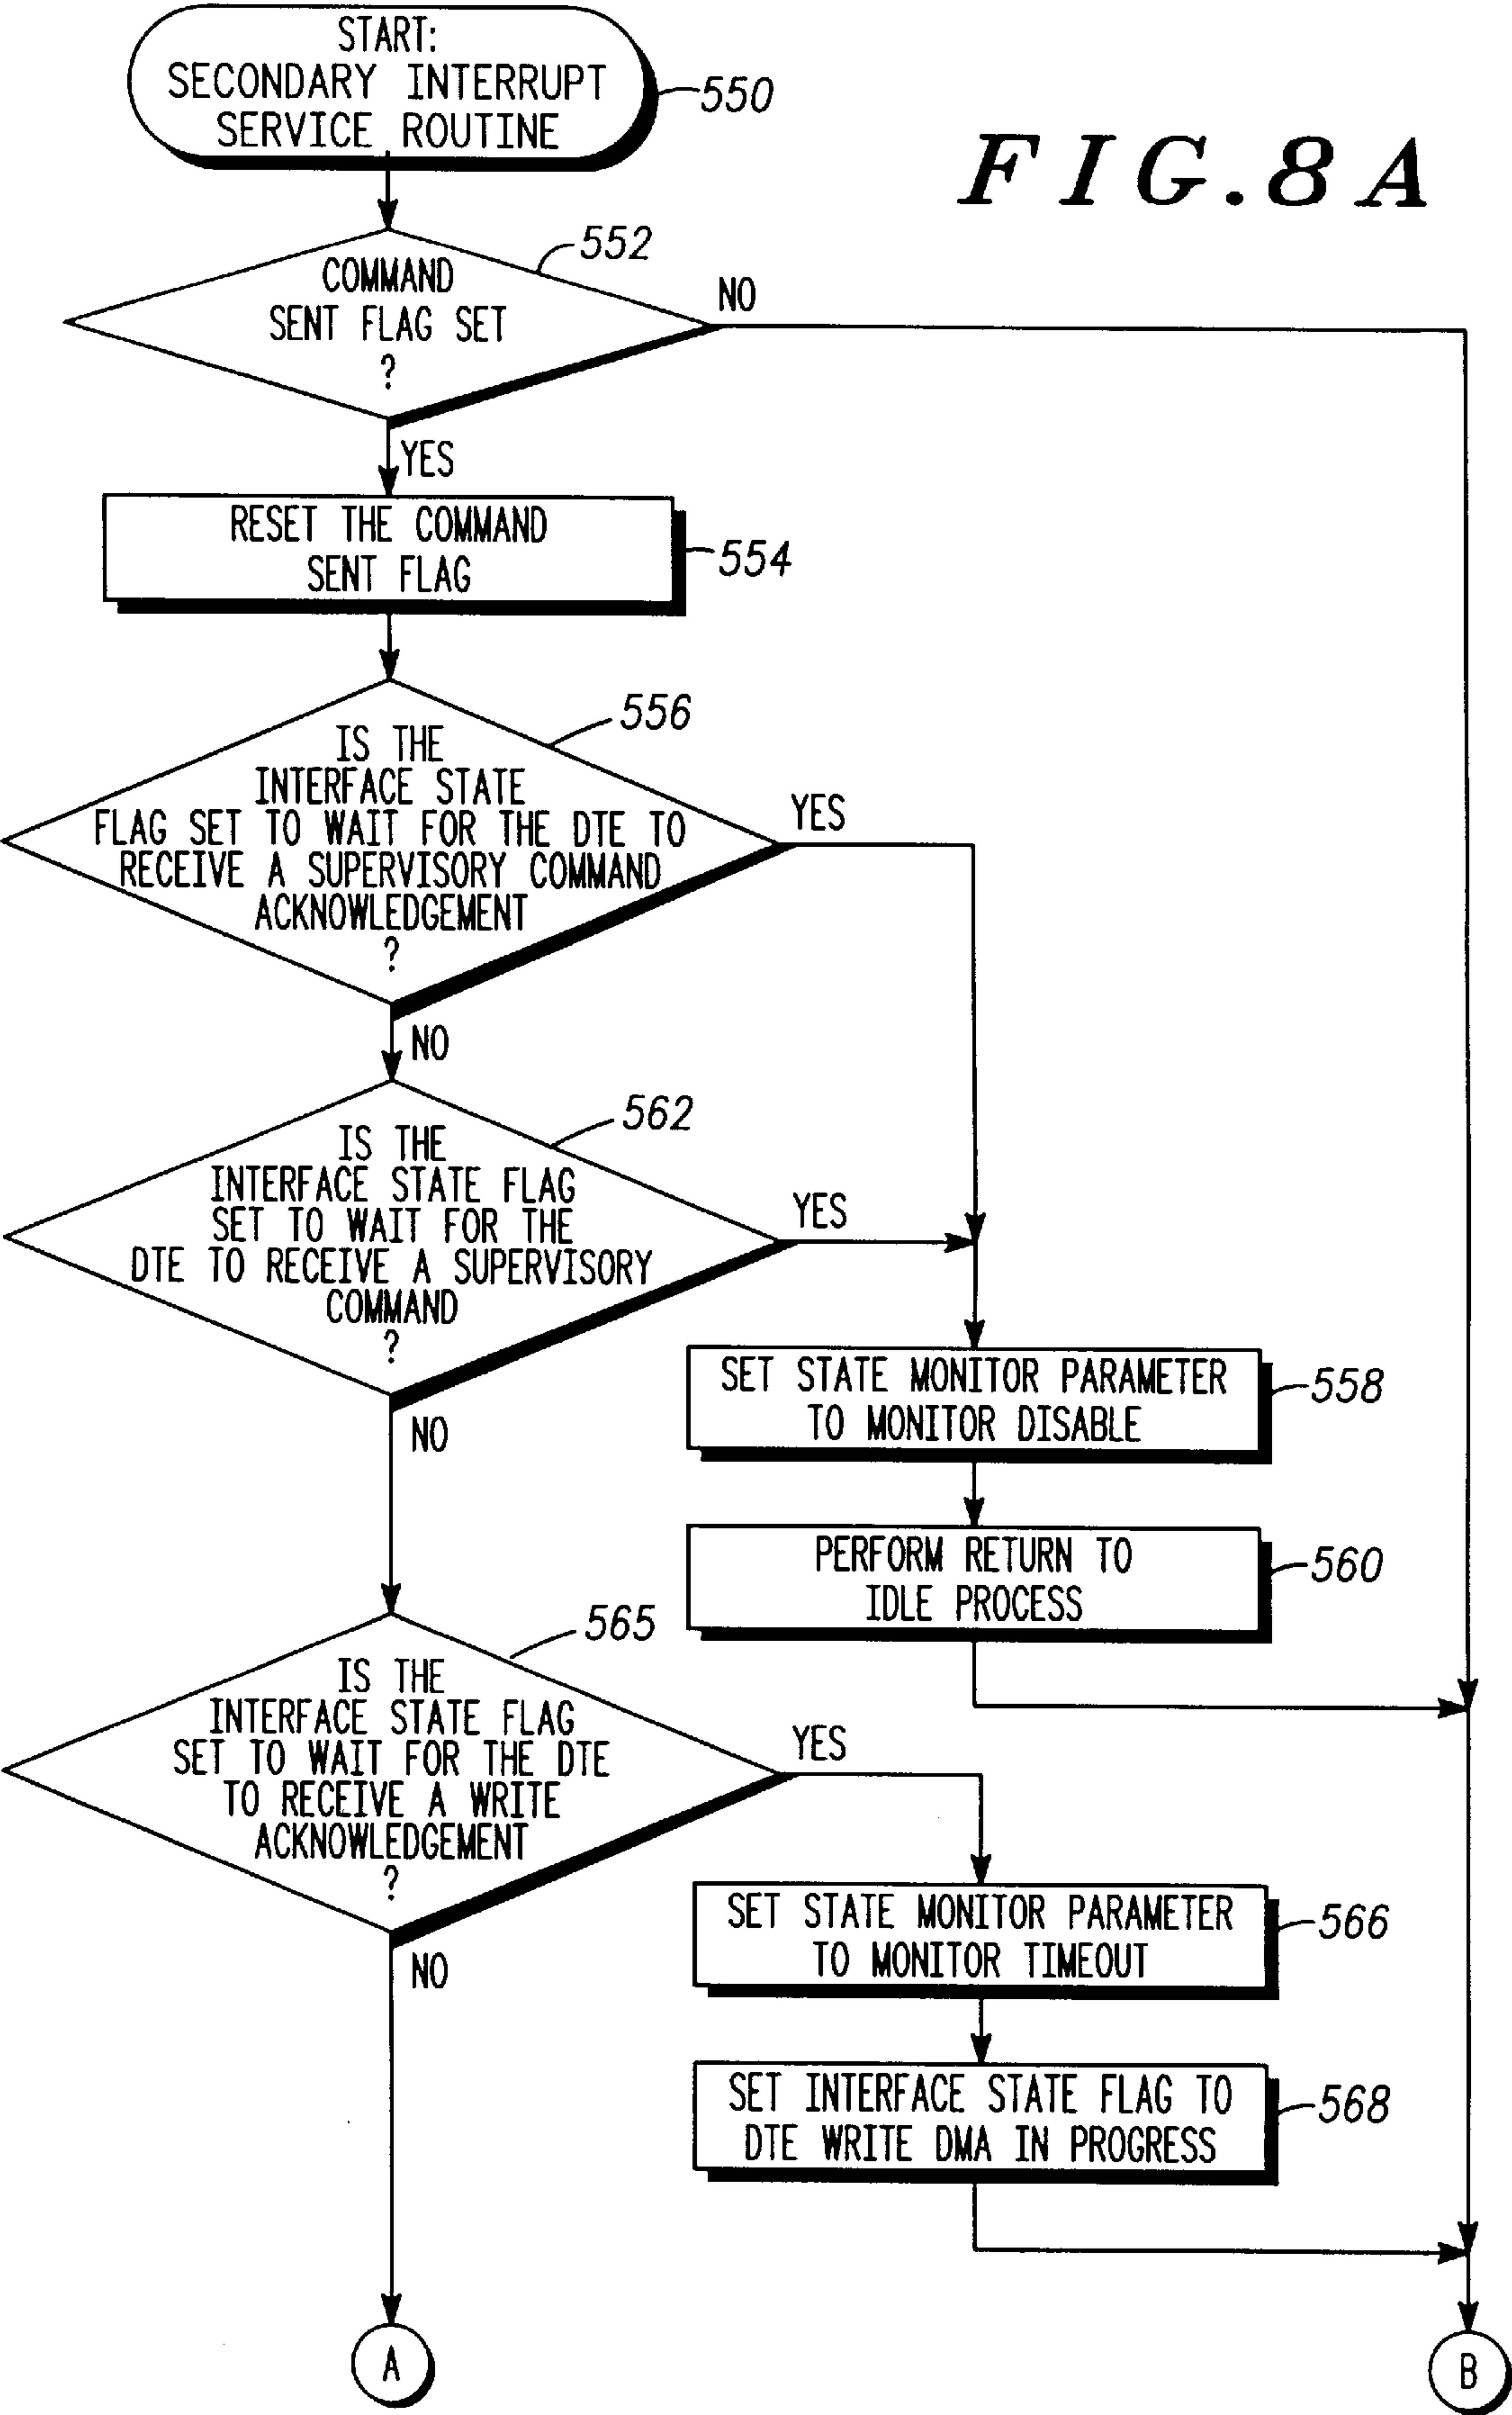 START:
SECONDARY INTERRUPT
SERVICE ROUTINE
550
FIG. 8A
552
COMMAND
SENT FLAG SET
?
NO
YES
RESET THE COMMAND
SENT FLAG
554
556
IS THE
INTERFACE STATE
FLAG SET TO WAIT FOR THE DTE TO
RECEIVE A SUPERVISORY COMMAND
ACKNOWLEDGEMENT
?
YES
NO
562
IS THE
INTERFACE STATE FLAG
SET TO WAIT FOR THE
DTE TO RECEIVE A SUPERVISORY
COMMAND
?
YES
NO
SET STATE MONITOR PARAMETER
TO MONITOR DISABLE
558
PERFORM RETURN TO
IDLE PROCESS
560
565
IS THE
INTERFACE STATE FLAG
SET TO WAIT FOR THE DTE
TO RECEIVE A WRITE
ACKNOWLEDGEMENT
?
YES
NO
SET STATE MONITOR PARAMETER
TO MONITOR TIMEOUT
566
SET INTERFACE STATE FLAG TO
DTE WRITE DMA IN PROGRESS
568
A
B